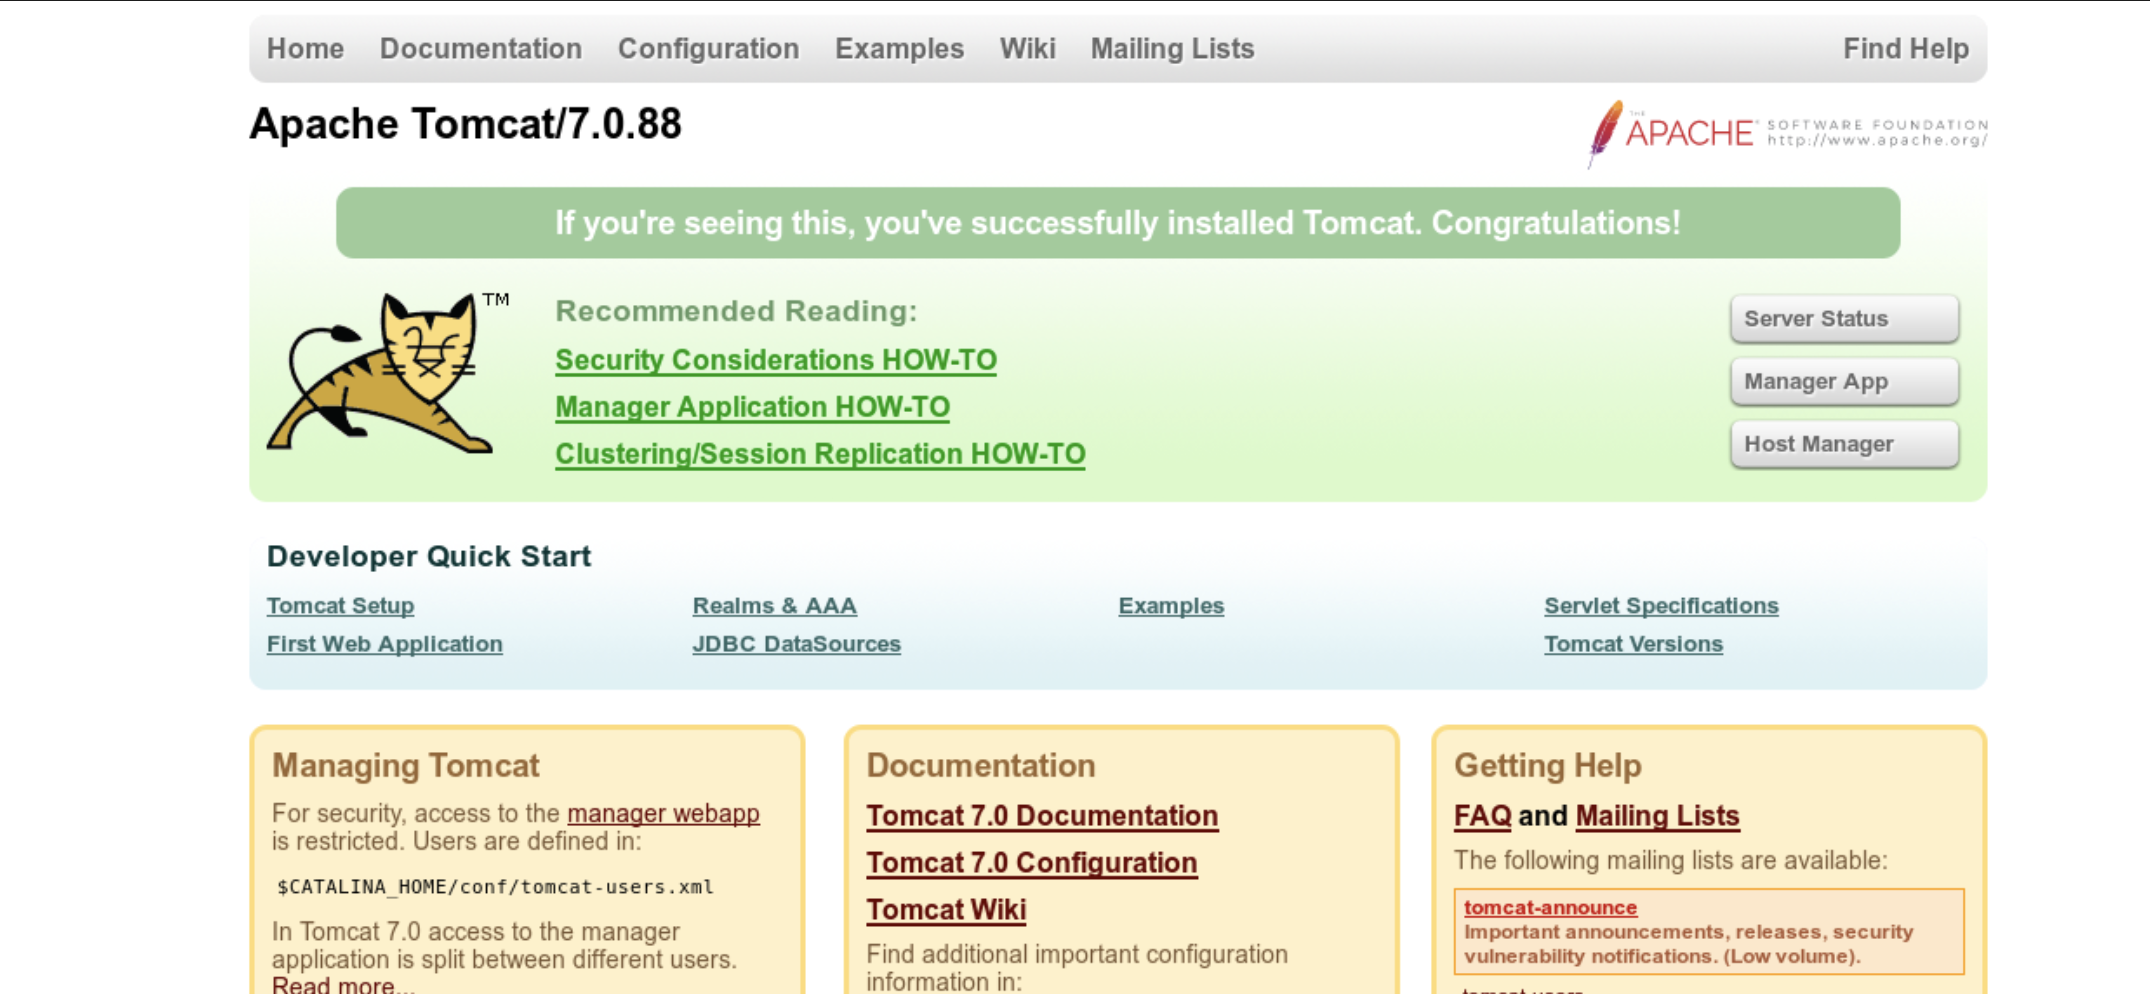 Home Documentation Configuration Examples Wiki Mailing Lists Find Help
Apache Tomcat/7.0.88
THE APACHE® SOFTWARE FOUNDATION
http://www.apache.org/
If you're seeing this, you've successfully installed Tomcat. Congratulations!
TM
Recommended Reading:
Security Considerations HOW-TO
Manager Application HOW-TO
Clustering/Session Replication HOW-TO
Server Status
Manager App
Host Manager
Developer Quick Start
Tomcat Setup
First Web Application
Realms & AAA
JDBC DataSources
Examples
Servlet Specifications
Tomcat Versions
Managing Tomcat
For security, access to the manager webapp
is restricted. Users are defined in:
$CATALINA_HOME/conf/tomcat-users.xml
In Tomcat 7.0 access to the manager
application is split between different users.
Read more...
Documentation
Tomcat 7.0 Documentation
Tomcat 7.0 Configuration
Tomcat Wiki
Find additional important configuration
information in:
Getting Help
FAQ and Mailing Lists
The following mailing lists are available:
tomcat-announce
Important announcements, releases, security
vulnerability notifications. (Low volume).
tomcat-users